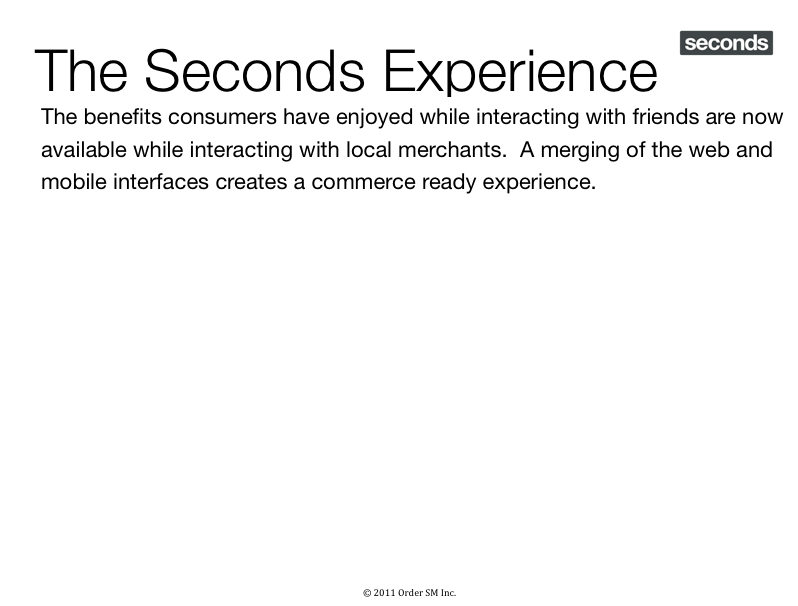 seconds
The Seconds Experience
The benefits consumers have enjoyed while interacting with friends are now
available while interacting with local merchants.  A merging of the web and
mobile interfaces creates a commerce ready experience.
© 2011 Order SM Inc.